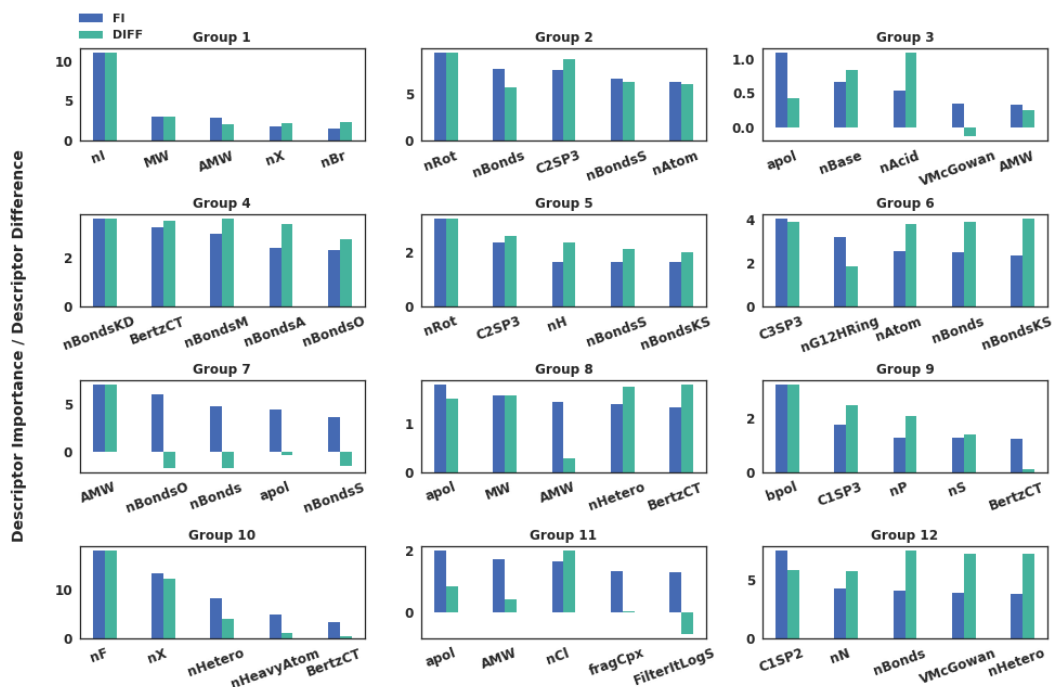 FI
DIFF
Group 1
Group 2
Group 3
10
5
0
nI
MW
AMW
nX
nBr
5
0
nRot
nBonds
C2SP3
nBondsS
nAtom
1.0
0.5
0.0
apol
nBase
nAcid
VMcGowan
AMW
Group 4
Group 5
Group 6
2
0
nBondsKD
BertzCT
nBondsM
nBondsA
nBondsO
2
0
nRot
C2SP3
nH
nBondsS
nBondsKS
4
2
0
C3SP3
nG12HRing
nAtom
nBonds
nBondsKS
Descriptor Importance / Descriptor Difference
Group 7
Group 8
Group 9
5
0
AMW
nBondsO
nBonds
apol
nBondsS
1
0
apol
MW
AMW
nHetero
BertzCT
2
0
bpol
C1SP3
nP
nS
BertzCT
Group 10
Group 11
Group 12
10
0
nF
nX
nHetero
nHeavyAtom
BertzCT
2
0
apol
AMW
nCl
fragCpx
FilterItLogS
5
0
C1SP2
nN
nBonds
VMcGowan
nHetero